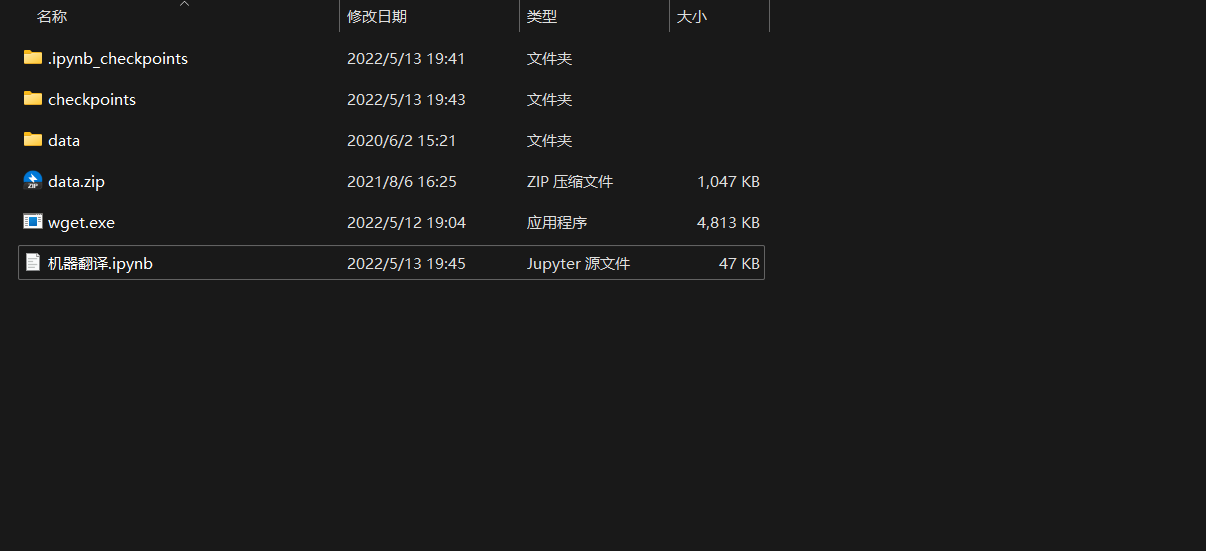 名称 修改日期 类型 大小
.ipynb_checkpoints 2022/5/13 19:41 文件夹
checkpoints 2022/5/13 19:43 文件夹
data 2020/6/2 15:21 文件夹
data.zip 2021/8/6 16:25 ZIP 压缩文件 1,047 KB
wget.exe 2022/5/12 19:04 应用程序 4,813 KB
机器翻译.ipynb 2022/5/13 19:45 Jupyter 源文件 47 KB